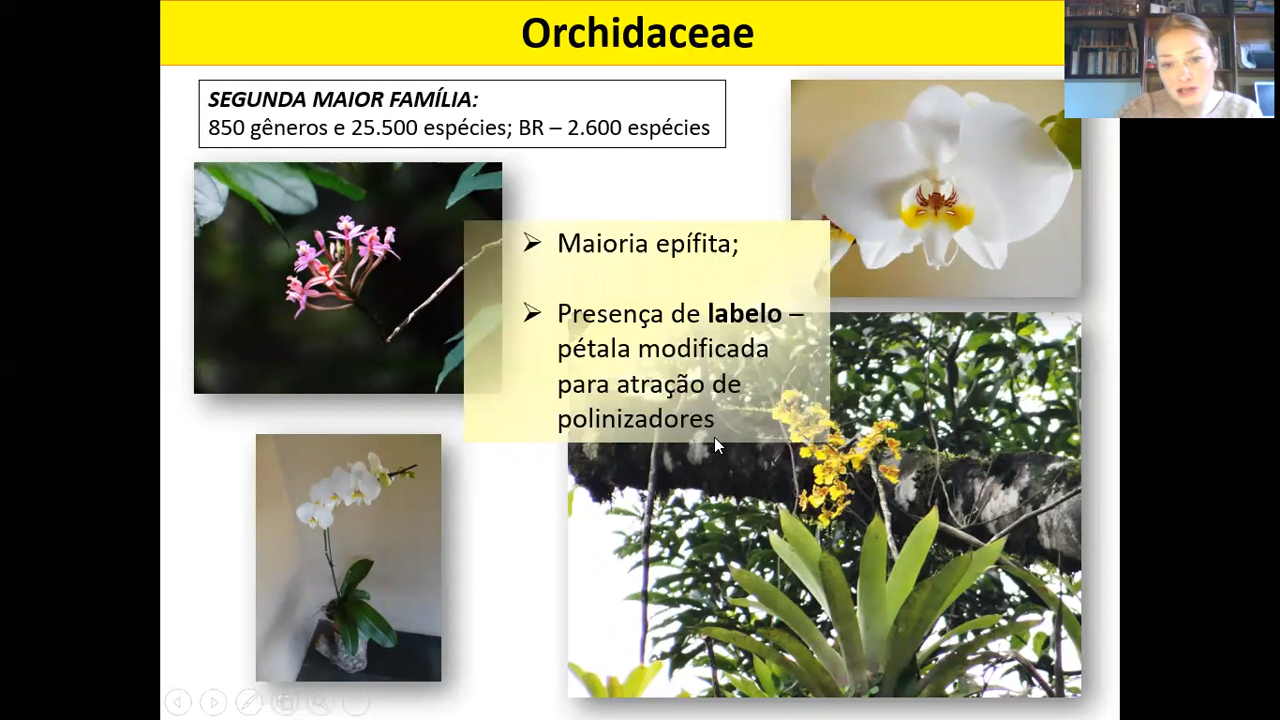 Orchidaceae
SEGUNDA MAIOR FAMÍLIA:
850 gêneros e 25.500 espécies; BR – 2.600 espécies
➢ Maioria epífita;
➢ Presença de labelo –
pétala modificada
para atração de
polinizadores